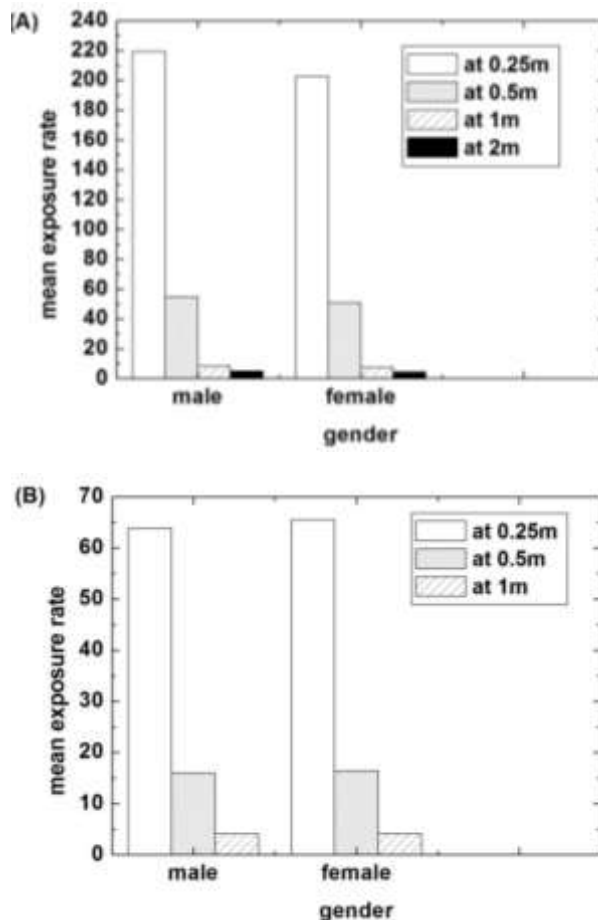 (A)
240
220
200
180
160
140
120
100
80
60
40
20
0
mean exposure rate
at 0.25m
at 0.5m
at 1m
at 2m
male female
gender
(B)
70
60
50
40
30
20
10
0
mean exposure rate
at 0.25m
at 0.5m
at 1m
male female
gender